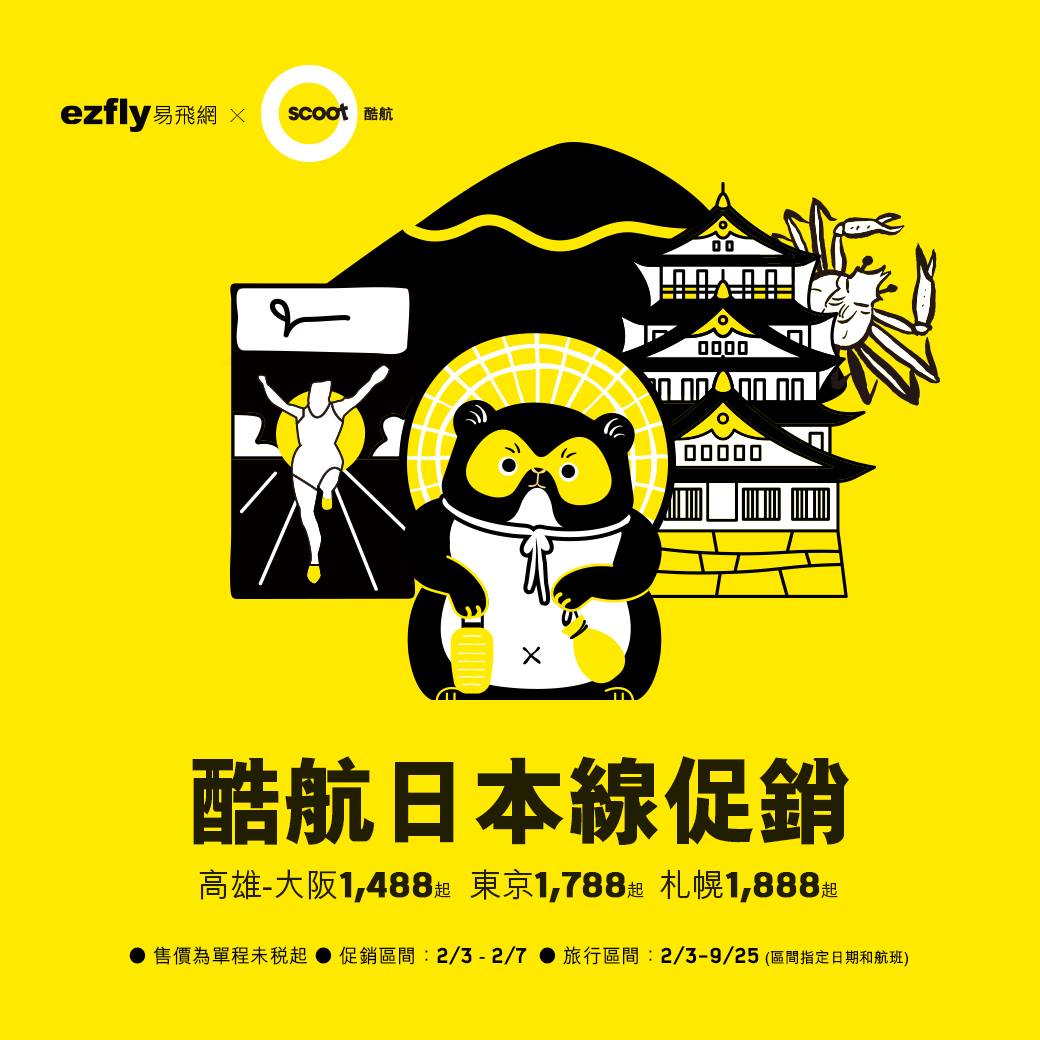 ezfly易飛網 × scoot 酷航
酷航日本線促銷
高雄-大阪1,488起 東京1,788起 札幌1,888起
● 售價為單程未稅起 ● 促銷區間：2/3 - 2/7 ● 旅行區間：2/3-9/25 (區間指定日期和航班)